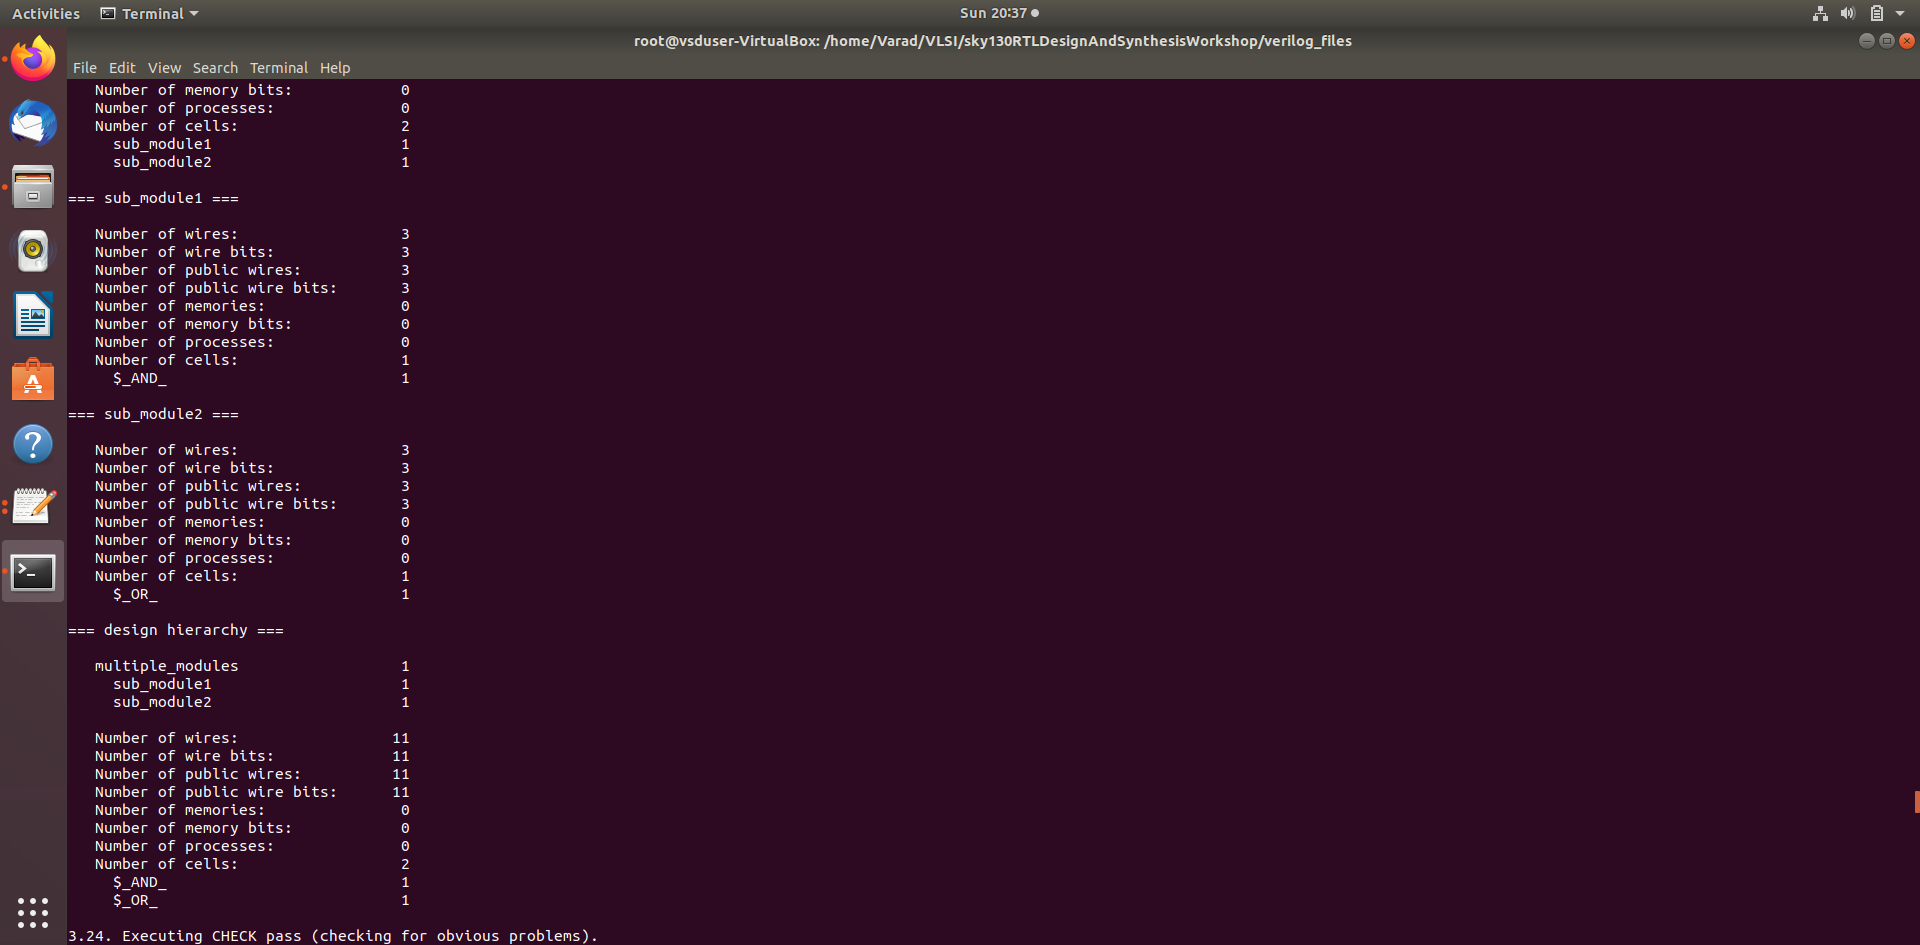 Activities Terminal Sun 20:37
root@vsduser-VirtualBox: /home/Varad/VLSI/sky130RTLDesignAndSynthesisWorkshop/verilog_files
File Edit View Search Terminal Help
Number of memory bits: 0
Number of processes: 0
Number of cells: 2
sub_module1 1
sub_module2 1
=== sub_module1 ===
Number of wires: 3
Number of wire bits: 3
Number of public wires: 3
Number of public wire bits: 3
Number of memories: 0
Number of memory bits: 0
Number of processes: 0
Number of cells: 1
$_AND_ 1
=== sub_module2 ===
Number of wires: 3
Number of wire bits: 3
Number of public wires: 3
Number of public wire bits: 3
Number of memories: 0
Number of memory bits: 0
Number of processes: 0
Number of cells: 1
$_OR_ 1
=== design hierarchy ===
multiple_modules 1
sub_module1 1
sub_module2 1
Number of wires: 11
Number of wire bits: 11
Number of public wires: 11
Number of public wire bits: 11
Number of memories: 0
Number of memory bits: 0
Number of processes: 0
Number of cells: 2
$_AND_ 1
$_OR_ 1
3.24. Executing CHECK pass (checking for obvious problems).